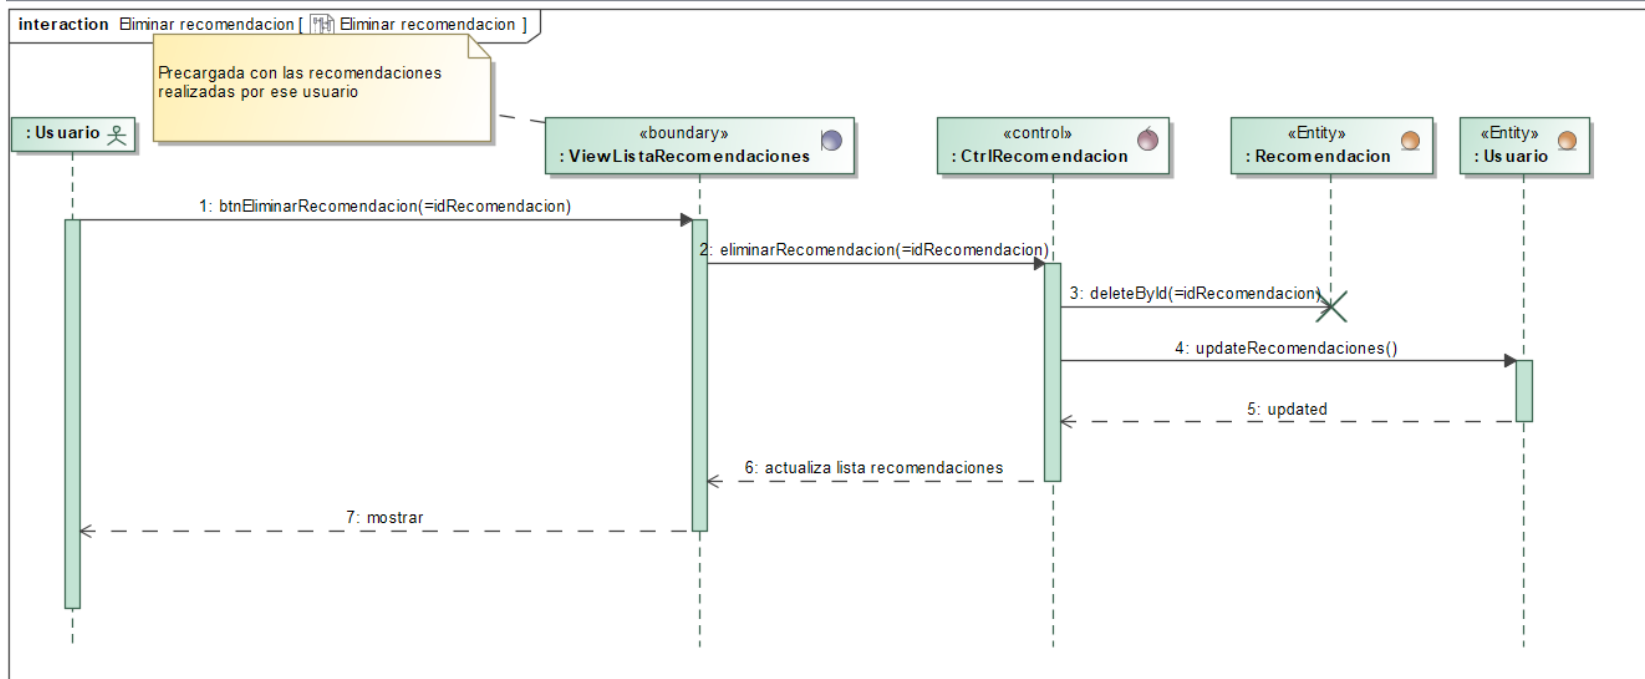 interaction Eliminar recomendacion [ Eliminar recomendacion ]
Precargada con las recomendaciones
realizadas por ese usuario
: Usuario
«boundary»
: ViewListaRecomendaciones
«control»
: CtrlRecomendacion
«Entity»
: Recomendacion
«Entity»
: Usuario
1: btnEliminarRecomendacion(=idRecomendacion)
2: eliminarRecomendacion(=idRecomendacion)
3: deleteById(=idRecomendacion)
4: updateRecomendaciones()
5: updated
6: actualiza lista recomendaciones
7: mostrar